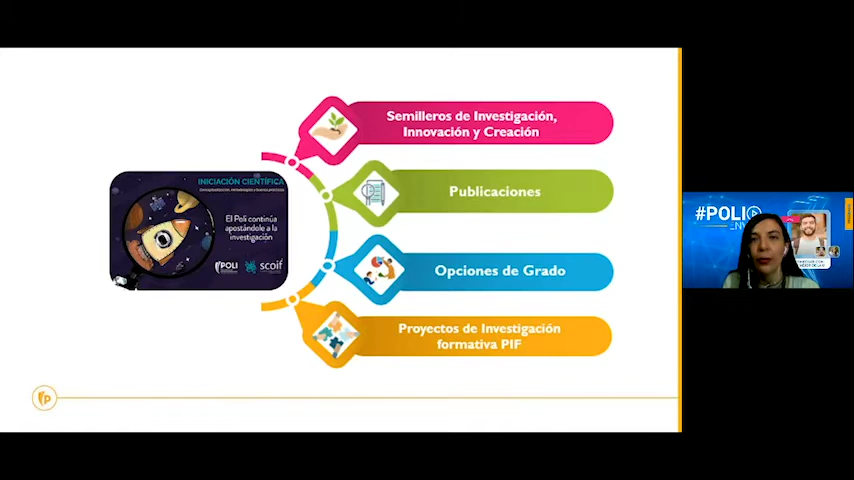 Semilleros de Investigación,
Innovación y Creación
Publicaciones
Opciones de Grado
Proyectos de Investigación
formativa PIF
INICIACIÓN CIENTÍFICA
El Poli continúa
apostándole a la
investigación
POLI
scoif
#POLI